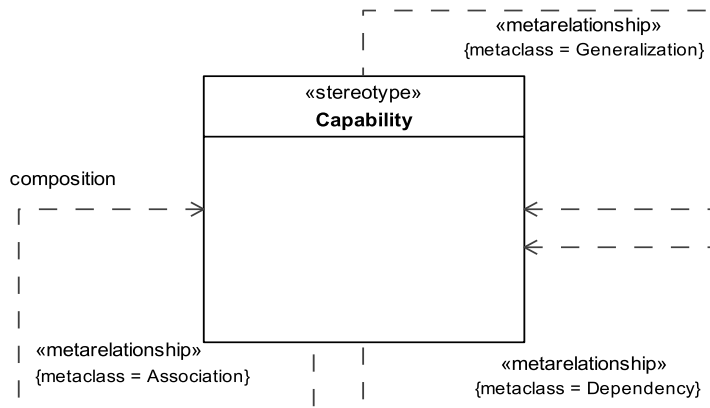 «metarelationship»
{metaclass = Generalization}
«stereotype»
Capability
composition
«metarelationship»
{metaclass = Association}
«metarelationship»
{metaclass = Dependency}